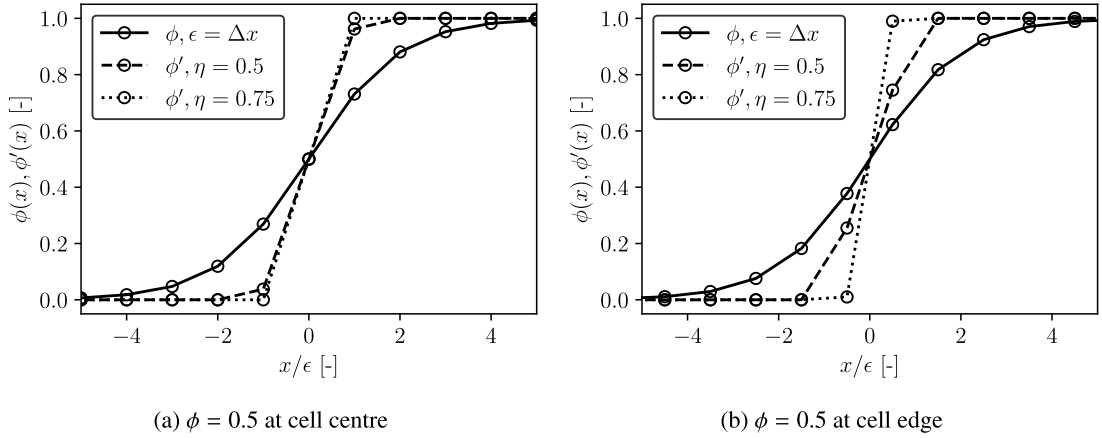 1.0
0.8
0.6
0.4
0.2
0.0
ϕ(x), ϕ′(x) [-]
ϕ, ϵ = Δx
ϕ′, η = 0.5
ϕ′, η = 0.75
−4 −2 0 2 4
x/ϵ [-]
(a) ϕ = 0.5 at cell centre
1.0
0.8
0.6
0.4
0.2
0.0
ϕ(x), ϕ′(x) [-]
ϕ, ϵ = Δx
ϕ′, η = 0.5
ϕ′, η = 0.75
−4 −2 0 2 4
x/ϵ [-]
(b) ϕ = 0.5 at cell edge